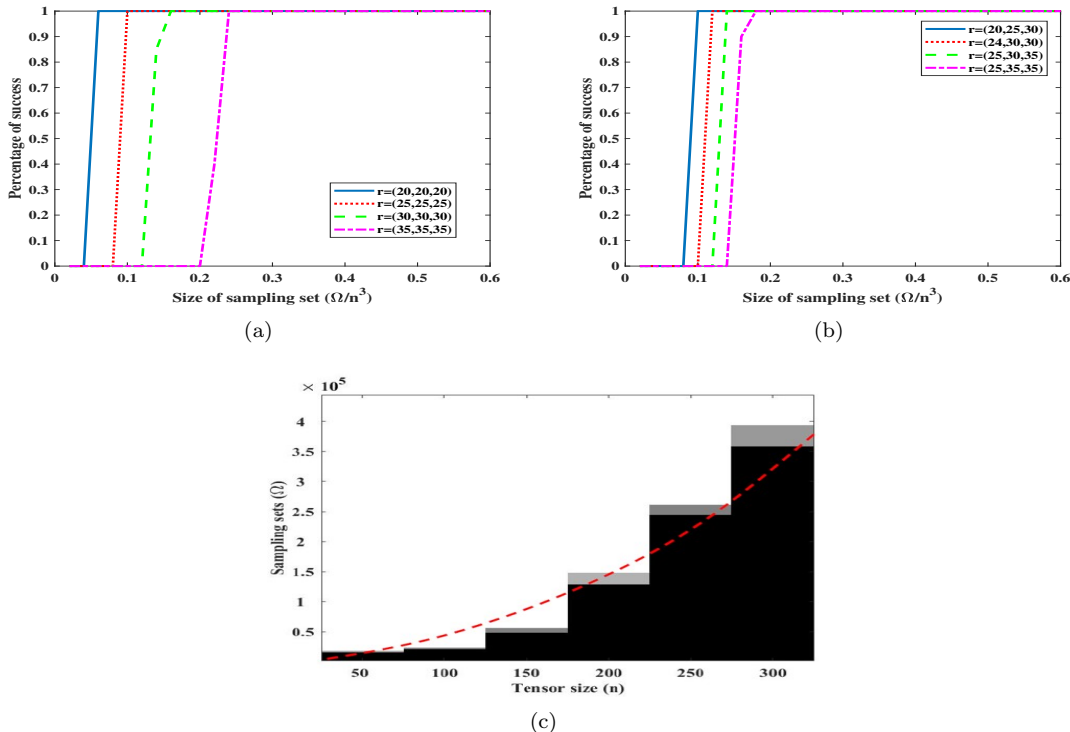 1
0.9
0.8
0.7
0.6
0.5
0.4
0.3
0.2
0.1
0
Percentage of success
r=(20,20,20)
r=(25,25,25)
r=(30,30,30)
r=(35,35,35)
0 0.1 0.2 0.3 0.4 0.5 0.6
Size of sampling set (Ω/n³)
(a)
1
0.9
0.8
0.7
0.6
0.5
0.4
0.3
0.2
0.1
0
Percentage of success
r=(20,25,30)
r=(24,30,30)
r=(25,30,35)
r=(25,35,35)
0 0.1 0.2 0.3 0.4 0.5 0.6
Size of sampling set (Ω/n³)
(b)
× 10⁵
4
3.5
3
2.5
2
1.5
1
0.5
Sampling sets (Ω)
50 100 150 200 250 300
Tensor size (n)
(c)